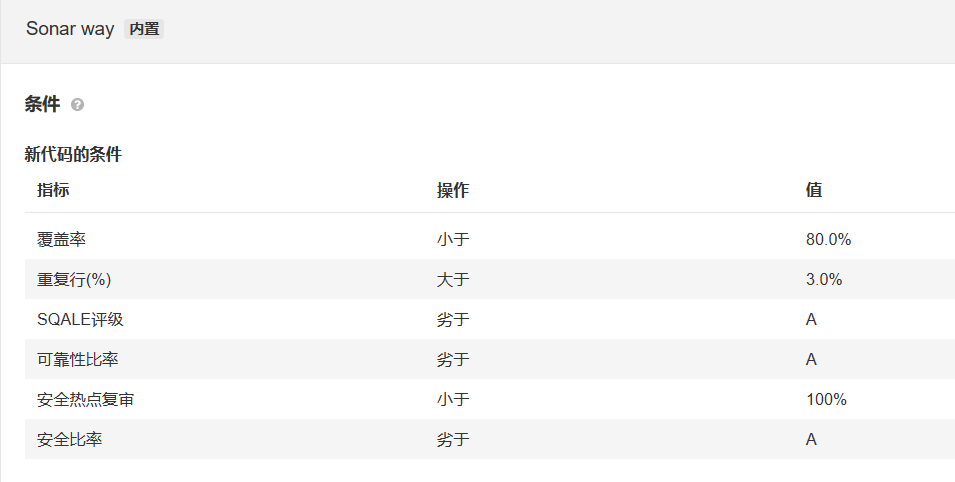 Sonar way 内置
条件 ?
新代码的条件
指标 操作 值
覆盖率 小于 80.0%
重复行(%) 大于 3.0%
SQALE评级 劣于 A
可靠性比率 劣于 A
安全热点复审 小于 100%
安全比率 劣于 A